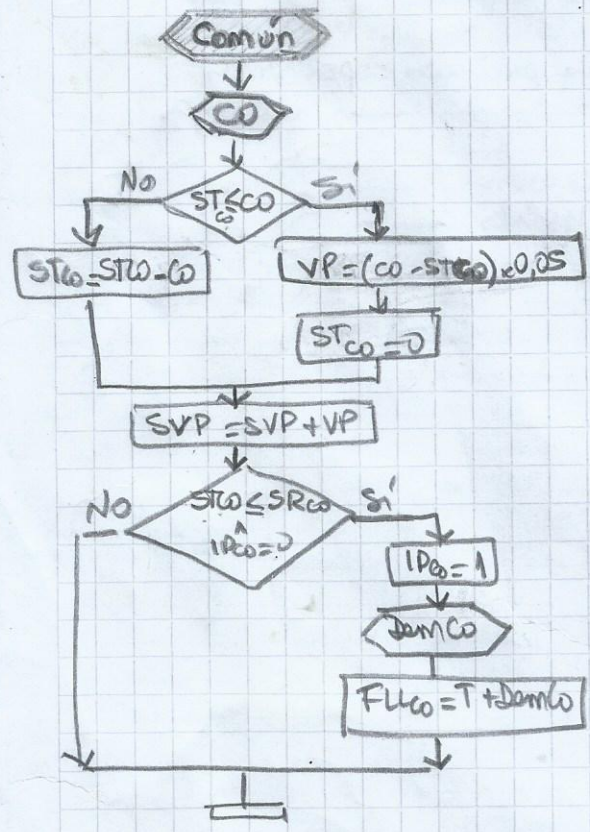 Común
CO
No
STco ≤ CO
Sí
STco = STCO - CO
VP = (CO - STCO) x 0,05
STCO = 0
SVP = SVP + VP
NO
STCO ≤ SRCO
Sí
^
IPCO = 0
IPCO = 1
DemCo
FLLCO = T + DemCo